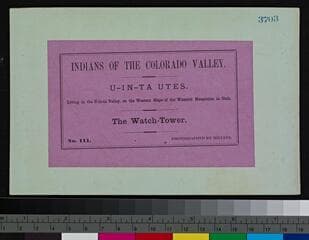 3703
INDIANS OF THE COLORADO VALLEY.
U-IN-TA UTES.
Living in the U-inta Valley, on the Western Slope of the Wasatch Mountains in Utah.
The Watch-Tower.
No. 111.
PHOTOGRAPHED BY HILLERS.